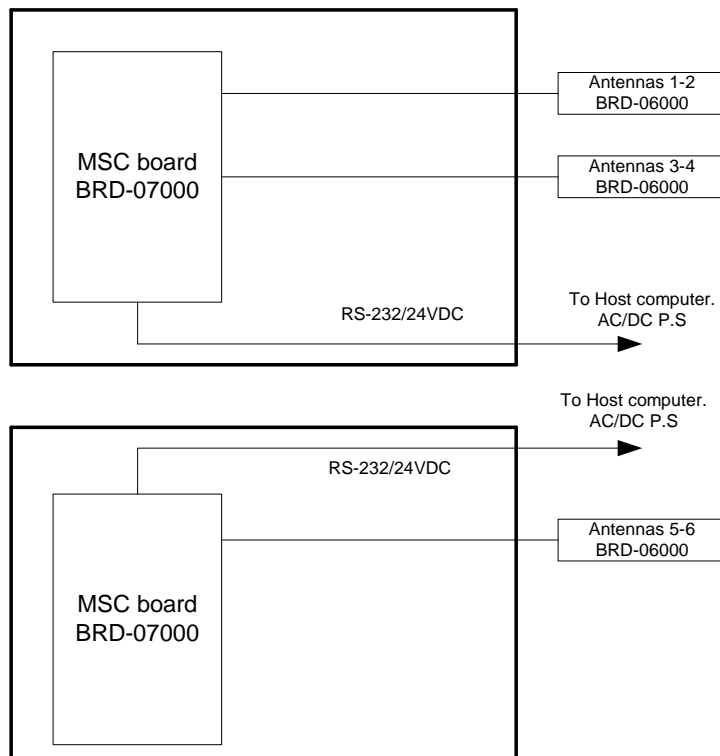 Antennas 1-2
BRD-06000
MSC board
BRD-07000
Antennas 3-4
BRD-06000
RS-232/24VDC
To Host computer.
AC/DC P.S
To Host computer.
AC/DC P.S
RS-232/24VDC
Antennas 5-6
BRD-06000
MSC board
BRD-07000